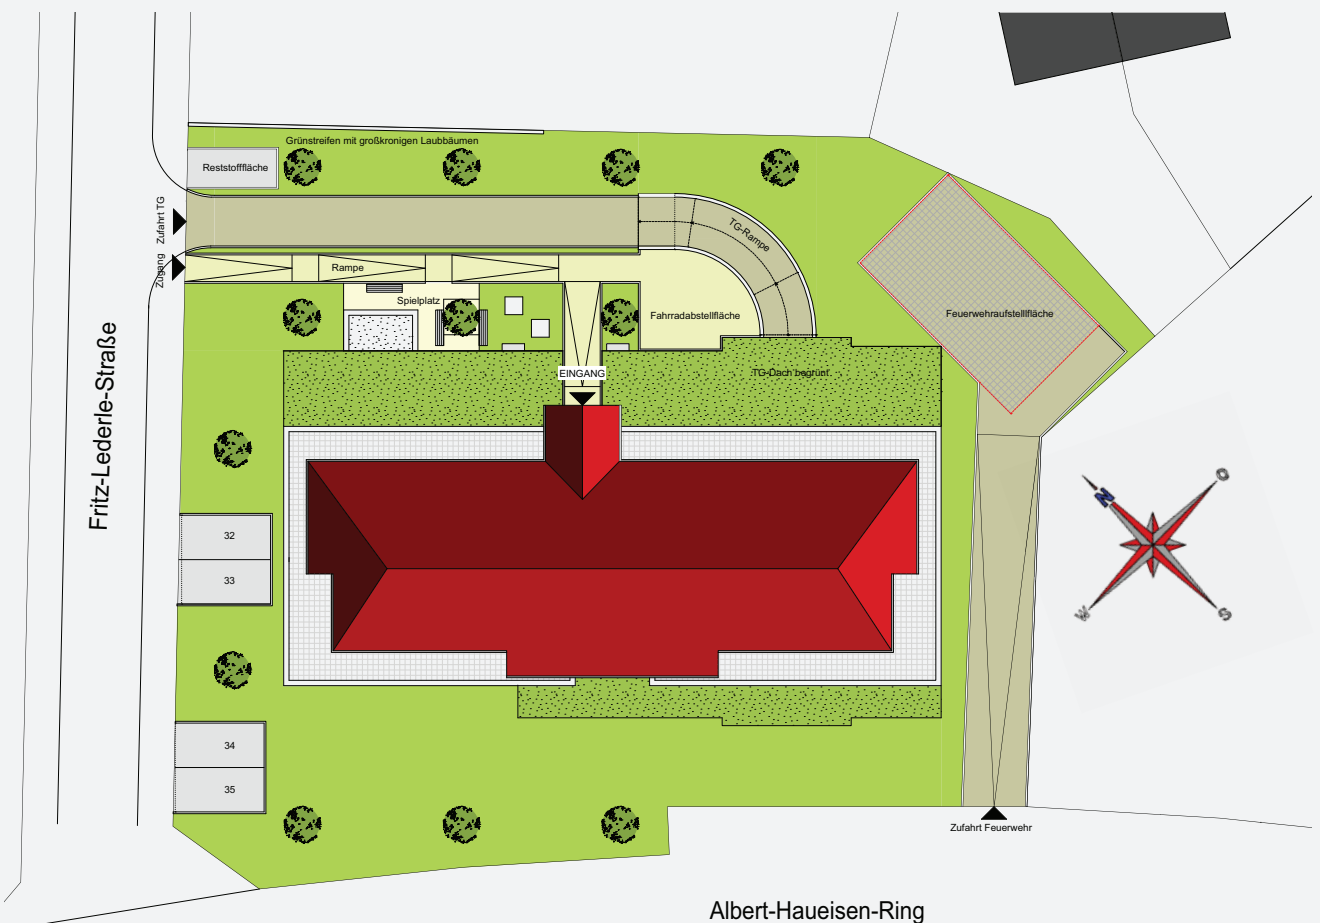 Grünstreifen mit großkronigen Laubbäumen
Reststofffläche
Zufahrt TG
TG-Rampe
Zugang
Rampe
Spielplatz
Fahrradabstellfläche
Feuerwehraufstelllfläche
Fritz-Lederle-Straße
EINGANG
TG-Dach begrünt
N
O
W
S
32
33
34
35
Zufahrt Feuerwehr
Albert-Haueisen-Ring